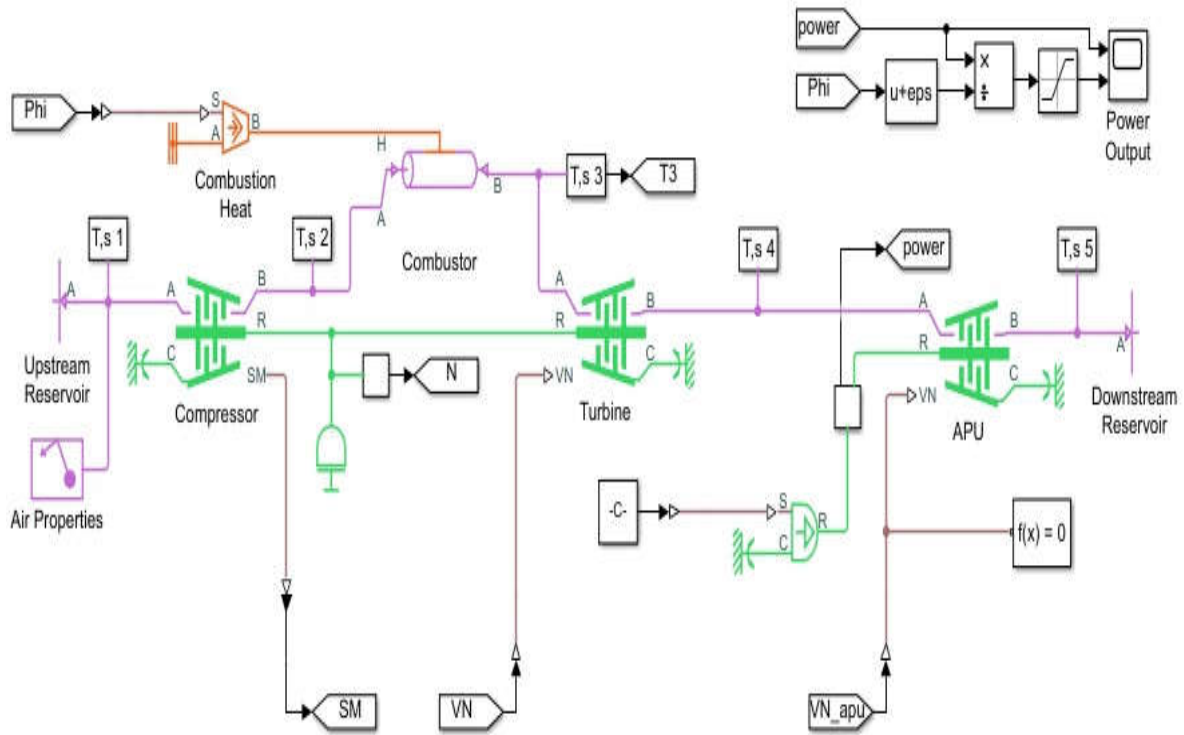 power
Phi
u+eps
×
÷
Power
Output
Phi
S
A
B
Combustion
Heat
H
A
B
Combustor
T,s 3
T3
T,s 1
T,s 2
T,s 4
power
T,s 5
A
Upstream
Reservoir
A
B
R
C
SM
Compressor
N
A
B
R
C
VN
Turbine
A
B
R
C
VN
APU
A
Downstream
Reservoir
Air Properties
-C-
S
C
R
f(x) = 0
SM
VN
VN_apu